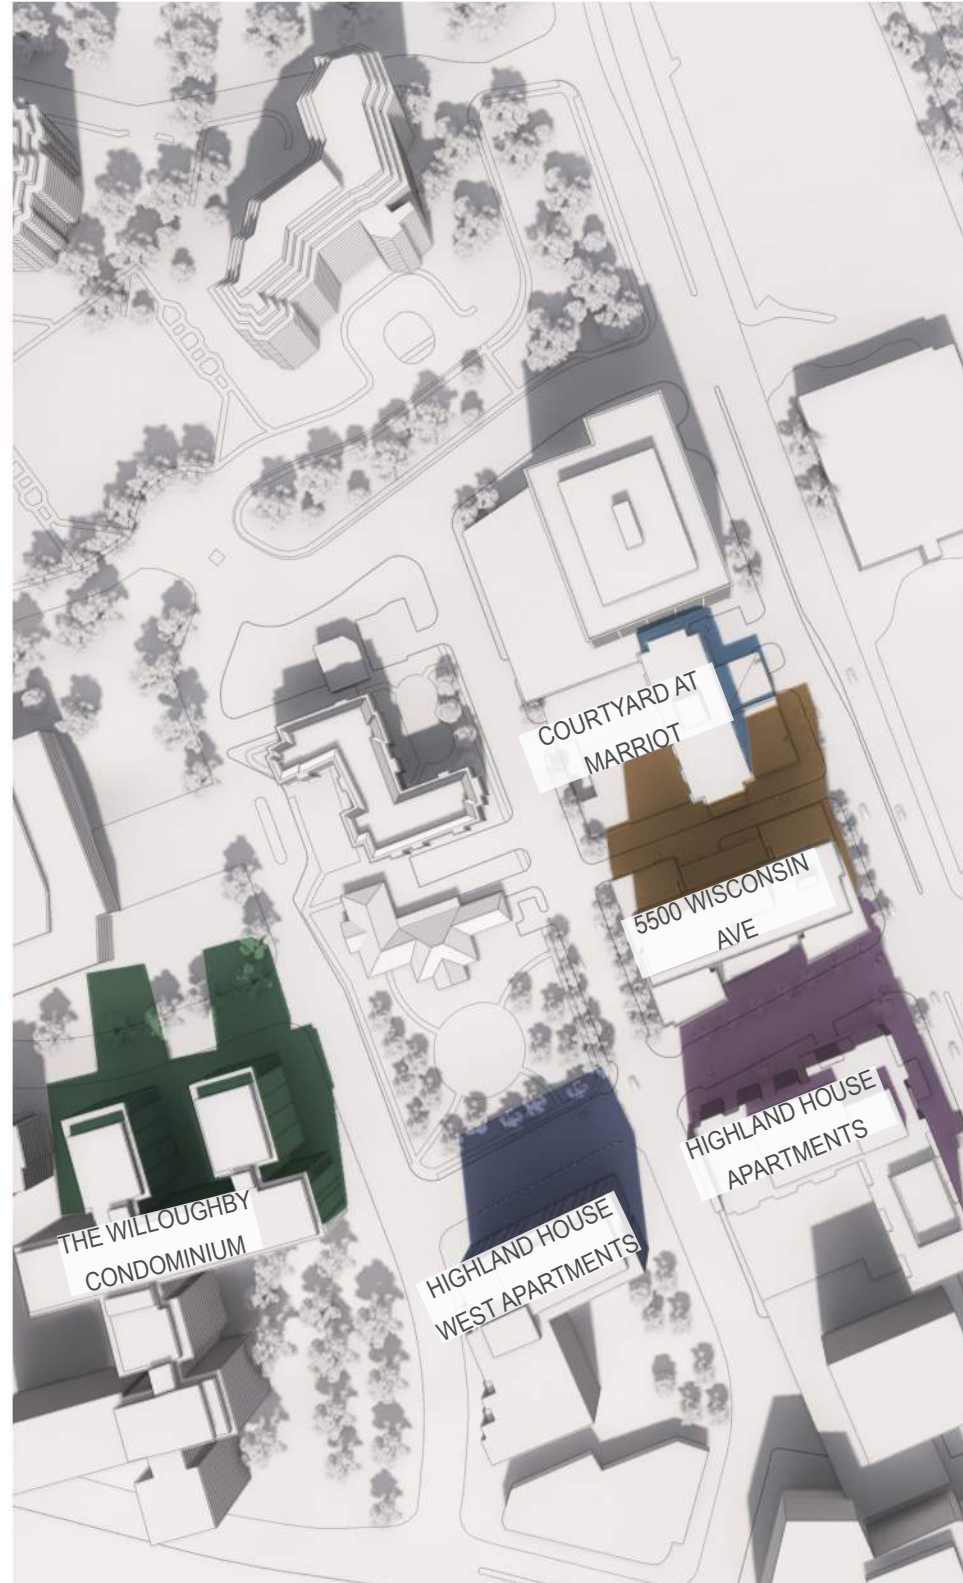 COURTYARD AT
MARRIOT
5500 WISCONSIN
AVE
HIGHLAND HOUSE
APARTMENTS
THE WILLOUGHBY
CONDOMINIUM
HIGHLAND HOUSE
WEST APARTMENTS